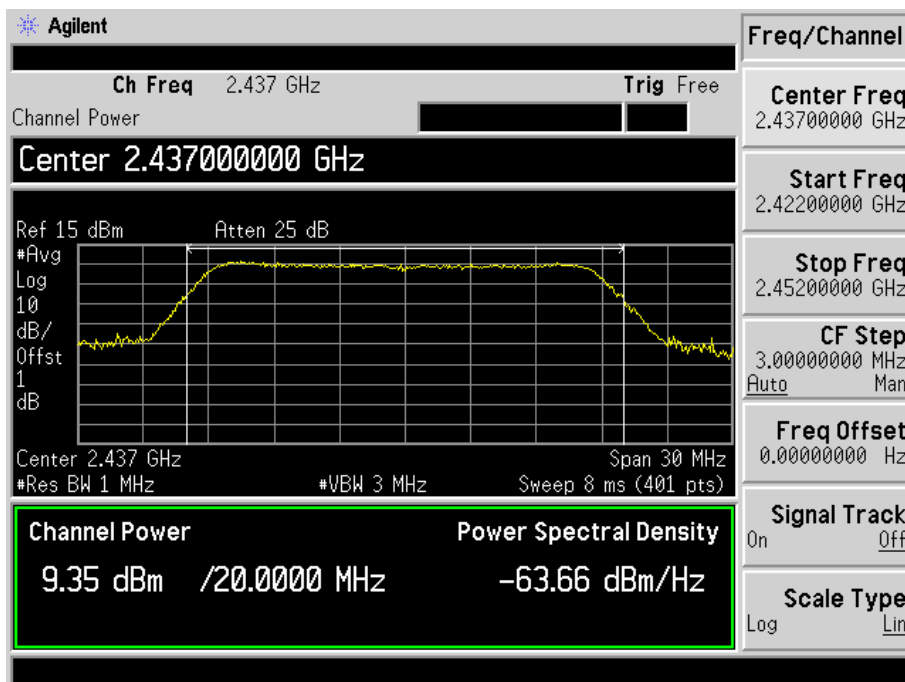 Agilent
Freq/Channel
Ch Freq 2.437 GHz Trig Free
Channel Power
Center 2.437000000 GHz
Ref 15 dBm Atten 25 dB
#Avg
Log
10
dB/
Offst
1
dB
Center 2.437 GHz Span 30 MHz
#Res BW 1 MHz #VBW 3 MHz Sweep 8 ms (401 pts)
Channel Power Power Spectral Density
9.35 dBm /20.0000 MHz -63.66 dBm/Hz
Center Freq
2.43700000 GHz
Start Freq
2.42200000 GHz
Stop Freq
2.45200000 GHz
CF Step
3.00000000 MHz
Auto Man
Freq Offset
0.00000000 Hz
Signal Track
On Off
Scale Type
Log Lin